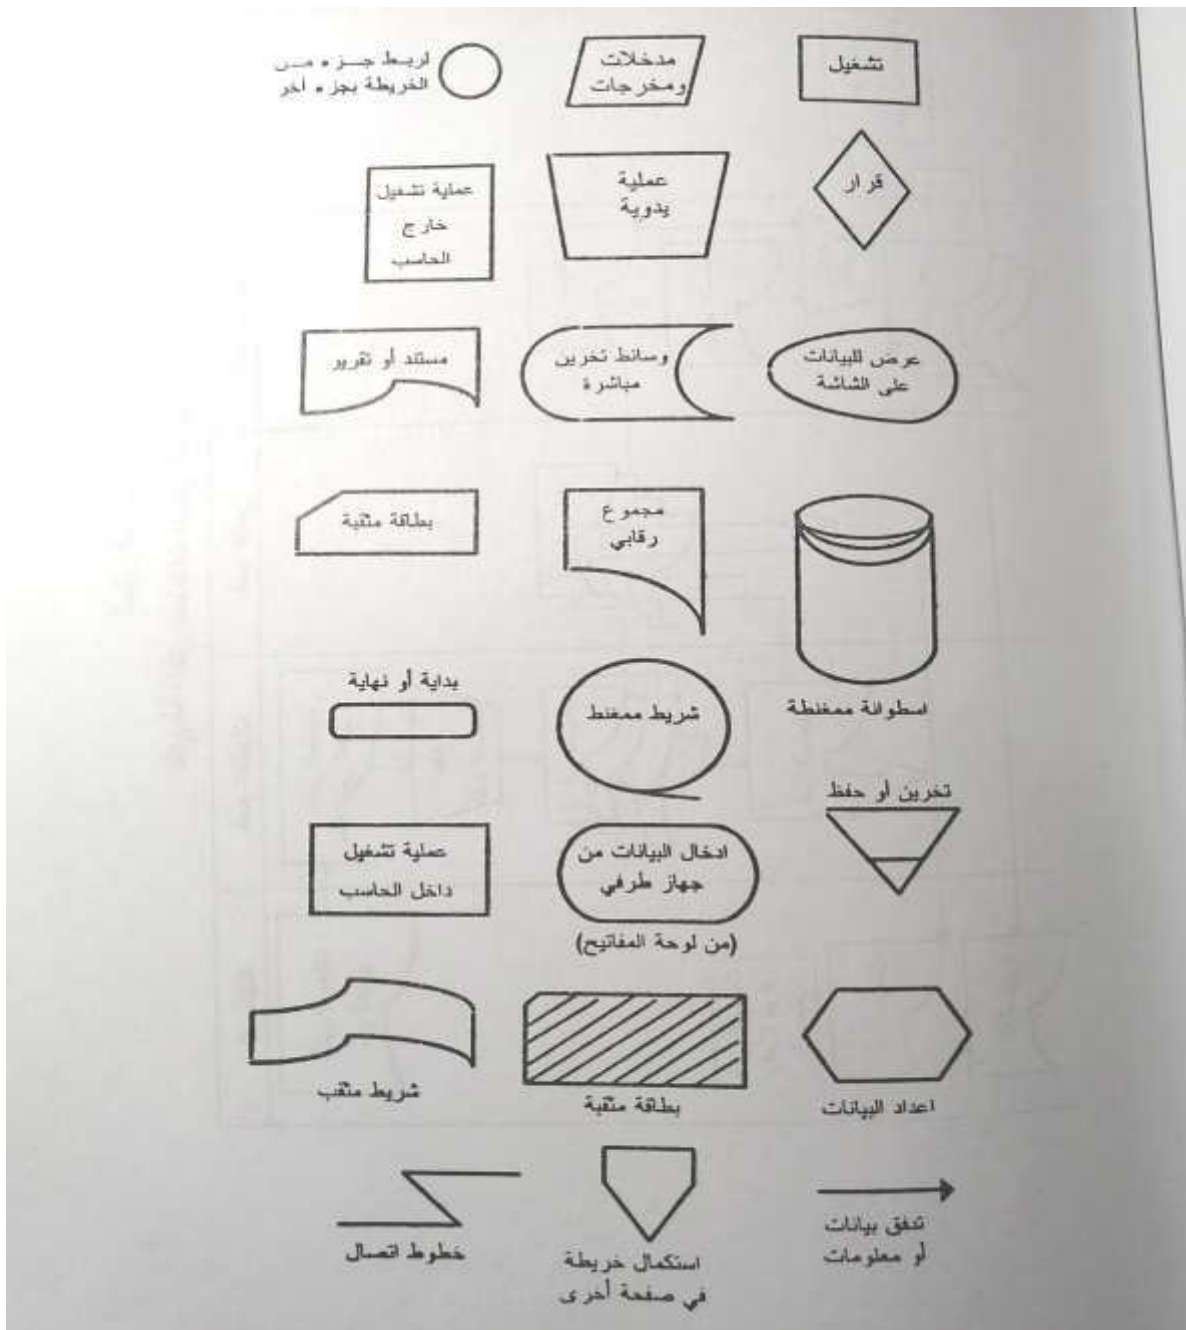 تشغيل
مدخلات
ومخرجات
لربط جزء من
الخريطة بجزء أخر
قرار
عملية
يدوية
عملية تشغيل
خارج
الحاسب
عرض للبيانات
على الشاشة
وسائط تخزين
مباشرة
مستند أو تقرير
اسطوانة ممغنطة
مجموع
رقابي
بطاقة مثقبة
شريط ممغنط
بداية أو نهاية
تخزين أو حفظ
ادخال البيانات من
جهاز طرفي
(من لوحة المفاتيح)
عملية تشغيل
داخل الحاسب
اعداد البيانات
بطاقة مثقبة
شريط مثقب
تدفق بيانات
أو معلومات
استكمال خريطة
في صفحة أخرى
خطوط اتصال